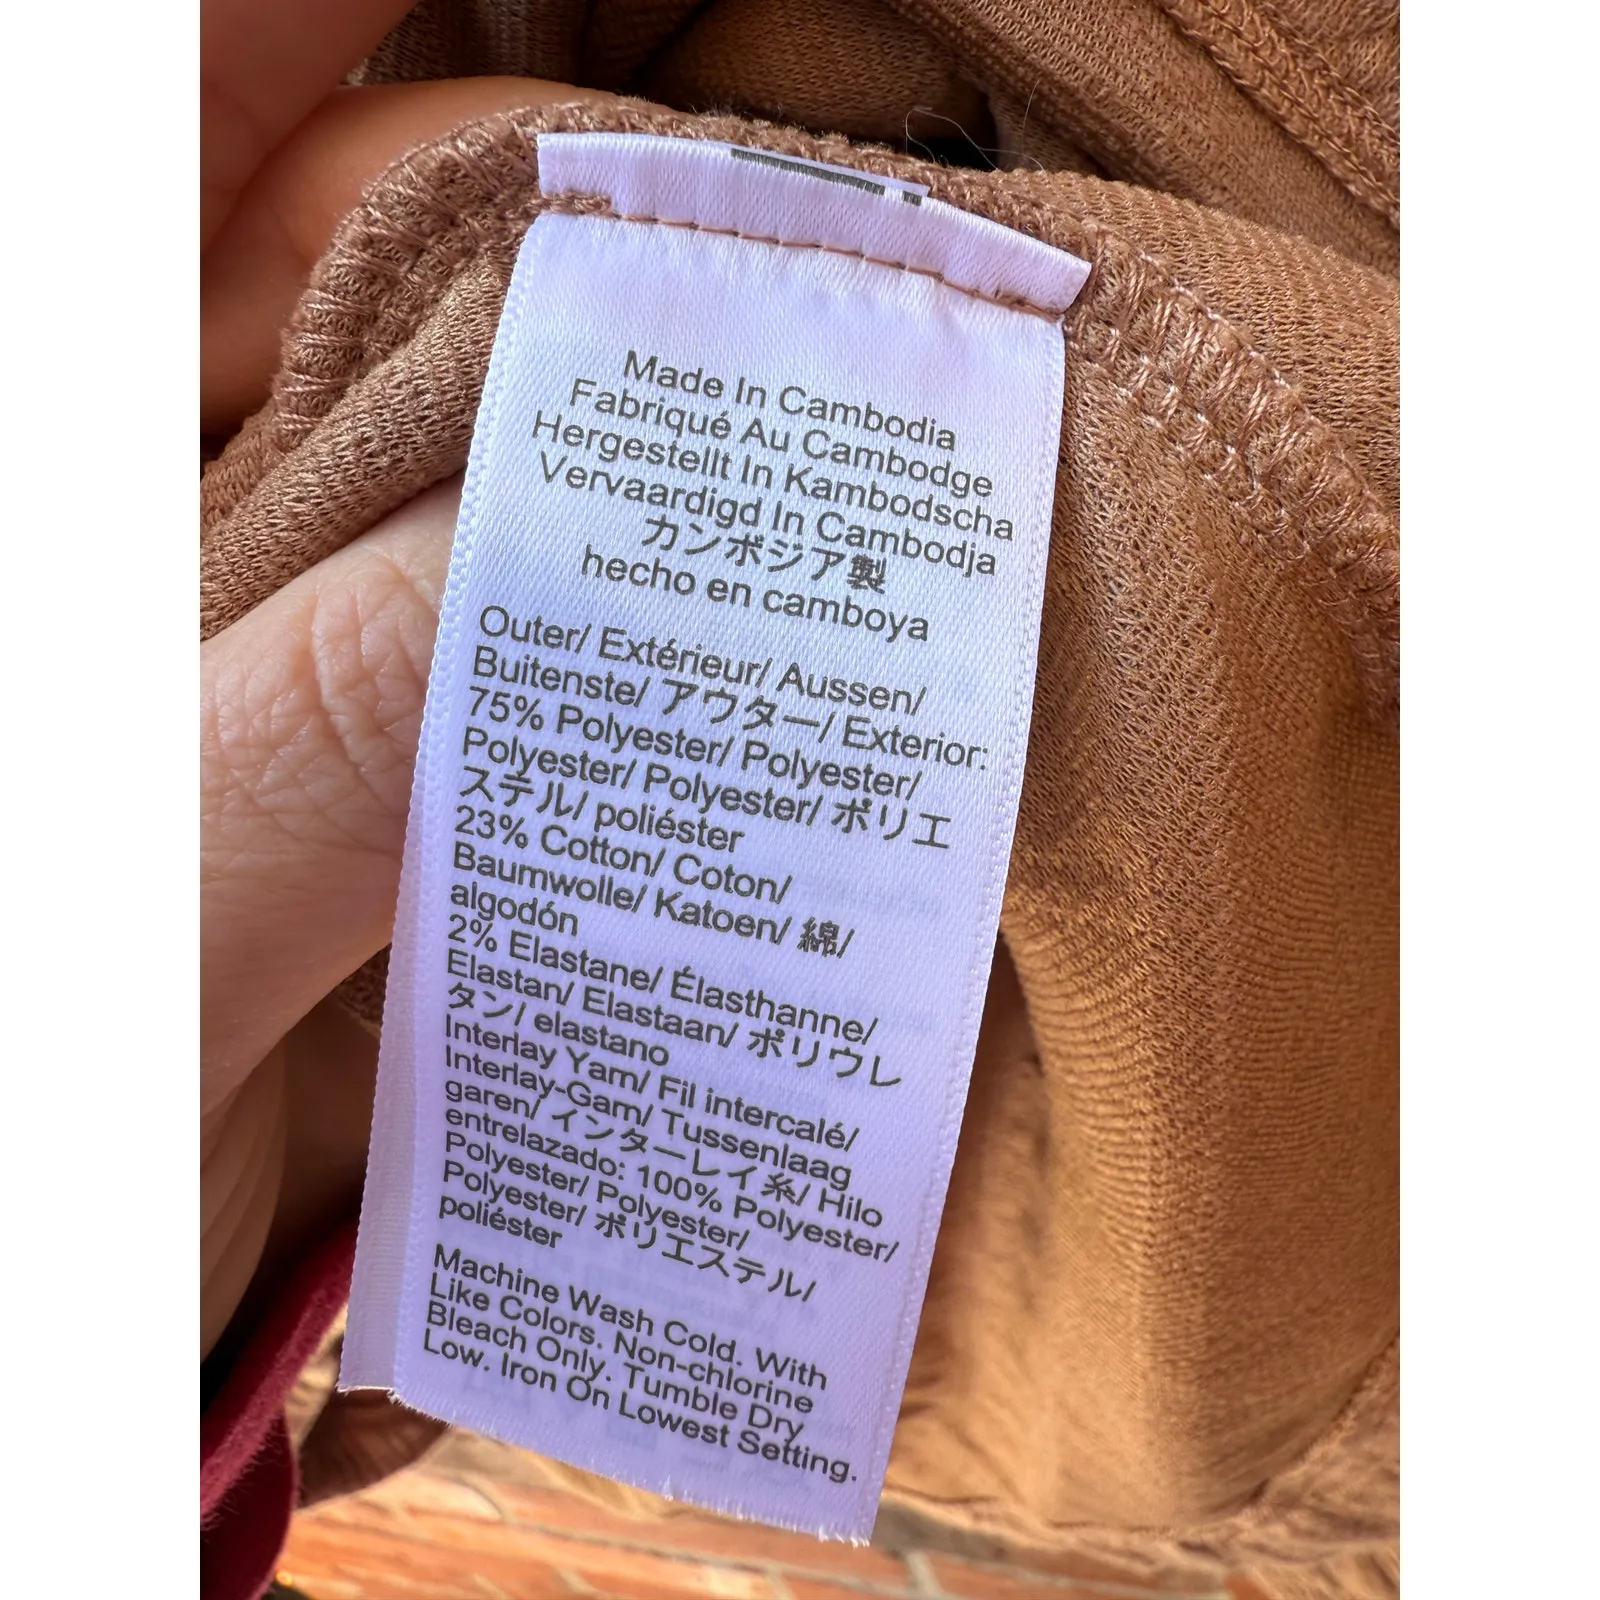 Made In Cambodia
Fabriqué Au Cambodge
Hergestellt In Kambodscha
Vervaardigd In Cambodja
カンボジア製
hecho en camboya
Outer/ Extérieur/ Aussen/
Buitenste/ アウター/ Exterior:
75% Polyester/ Polyester/
Polyester/ Polyester/ ポリエ
ステル/ poliéster
23% Cotton/ Coton/
Baumwolle/ Katoen/ 綿/
algodón
2% Elastane/ Élasthanne/
Elastan/ Elastaan/ ポリウレ
タン/ elastano
Interlay Yarn/ Fil intercalé/
Interlay-Garn/ Tussenlaag
garen/ インターレイ糸/ Hilo
entrelazado: 100% Polyester/
Polyester/ Polyester/
Polyester/ ポリエステル/
poliéster
Machine Wash Cold. With
Like Colors. Non-chlorine
Bleach Only. Tumble Dry
Low. Iron On Lowest Setting.